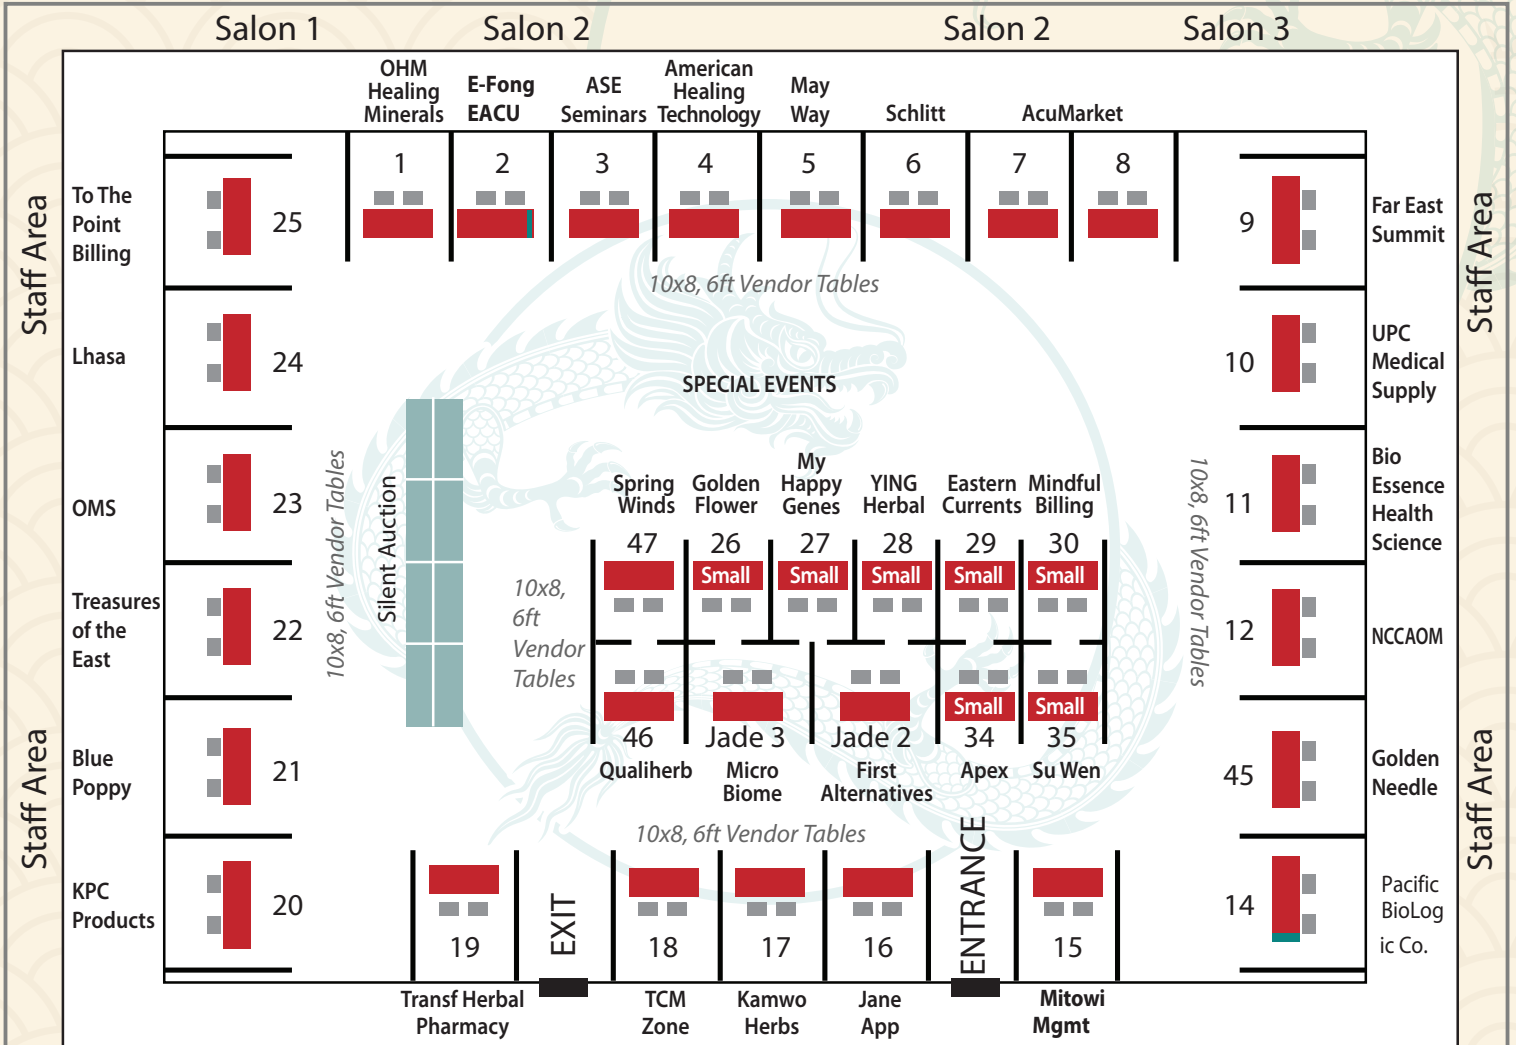 Salon 1
Salon 2
Salon 2
Salon 3
OHM
Healing
Minerals
E-Fong
EACU
ASE
Seminars
American
Healing
Technology
May
Way
Schlitt
AcuMarket
1
2
3
4
5
6
7
8
10x8, 6ft Vendor Tables
SPECIAL EVENTS
Staff Area
Staff Area
To The
Point
Billing
25
Lhasa
24
OMS
23
Treasures
of the
East
22
Blue
Poppy
21
KPC
Products
20
10x8, 6ft Vendor Tables
Silent Auction
10x8,
6ft
Vendor
Tables
Spring
Winds
47
Golden
Flower
26
Small
My
Happy
Genes
27
Small
YING
Herbal
28
Small
Eastern
Currents
29
Small
Mindful
Billing
30
Small
46
Qualiherb
Jade 3
Micro
Biome
Jade 2
First
Alternatives
Small
34
Apex
Small
35
Su Wen
10x8, 6ft Vendor Tables
10x8, 6ft Vendor Tables
9
Far East
Summit
10
UPC
Medical
Supply
11
Bio
Essence
Health
Science
12
NCCAOM
45
Golden
Needle
14
Pacific
BioLog
ic Co.
Staff Area
Staff Area
19
Transf Herbal
Pharmacy
EXIT
18
TCM
Zone
17
Kamwo
Herbs
16
Jane
App
ENTRANCE
15
Mitowi
Mgmt